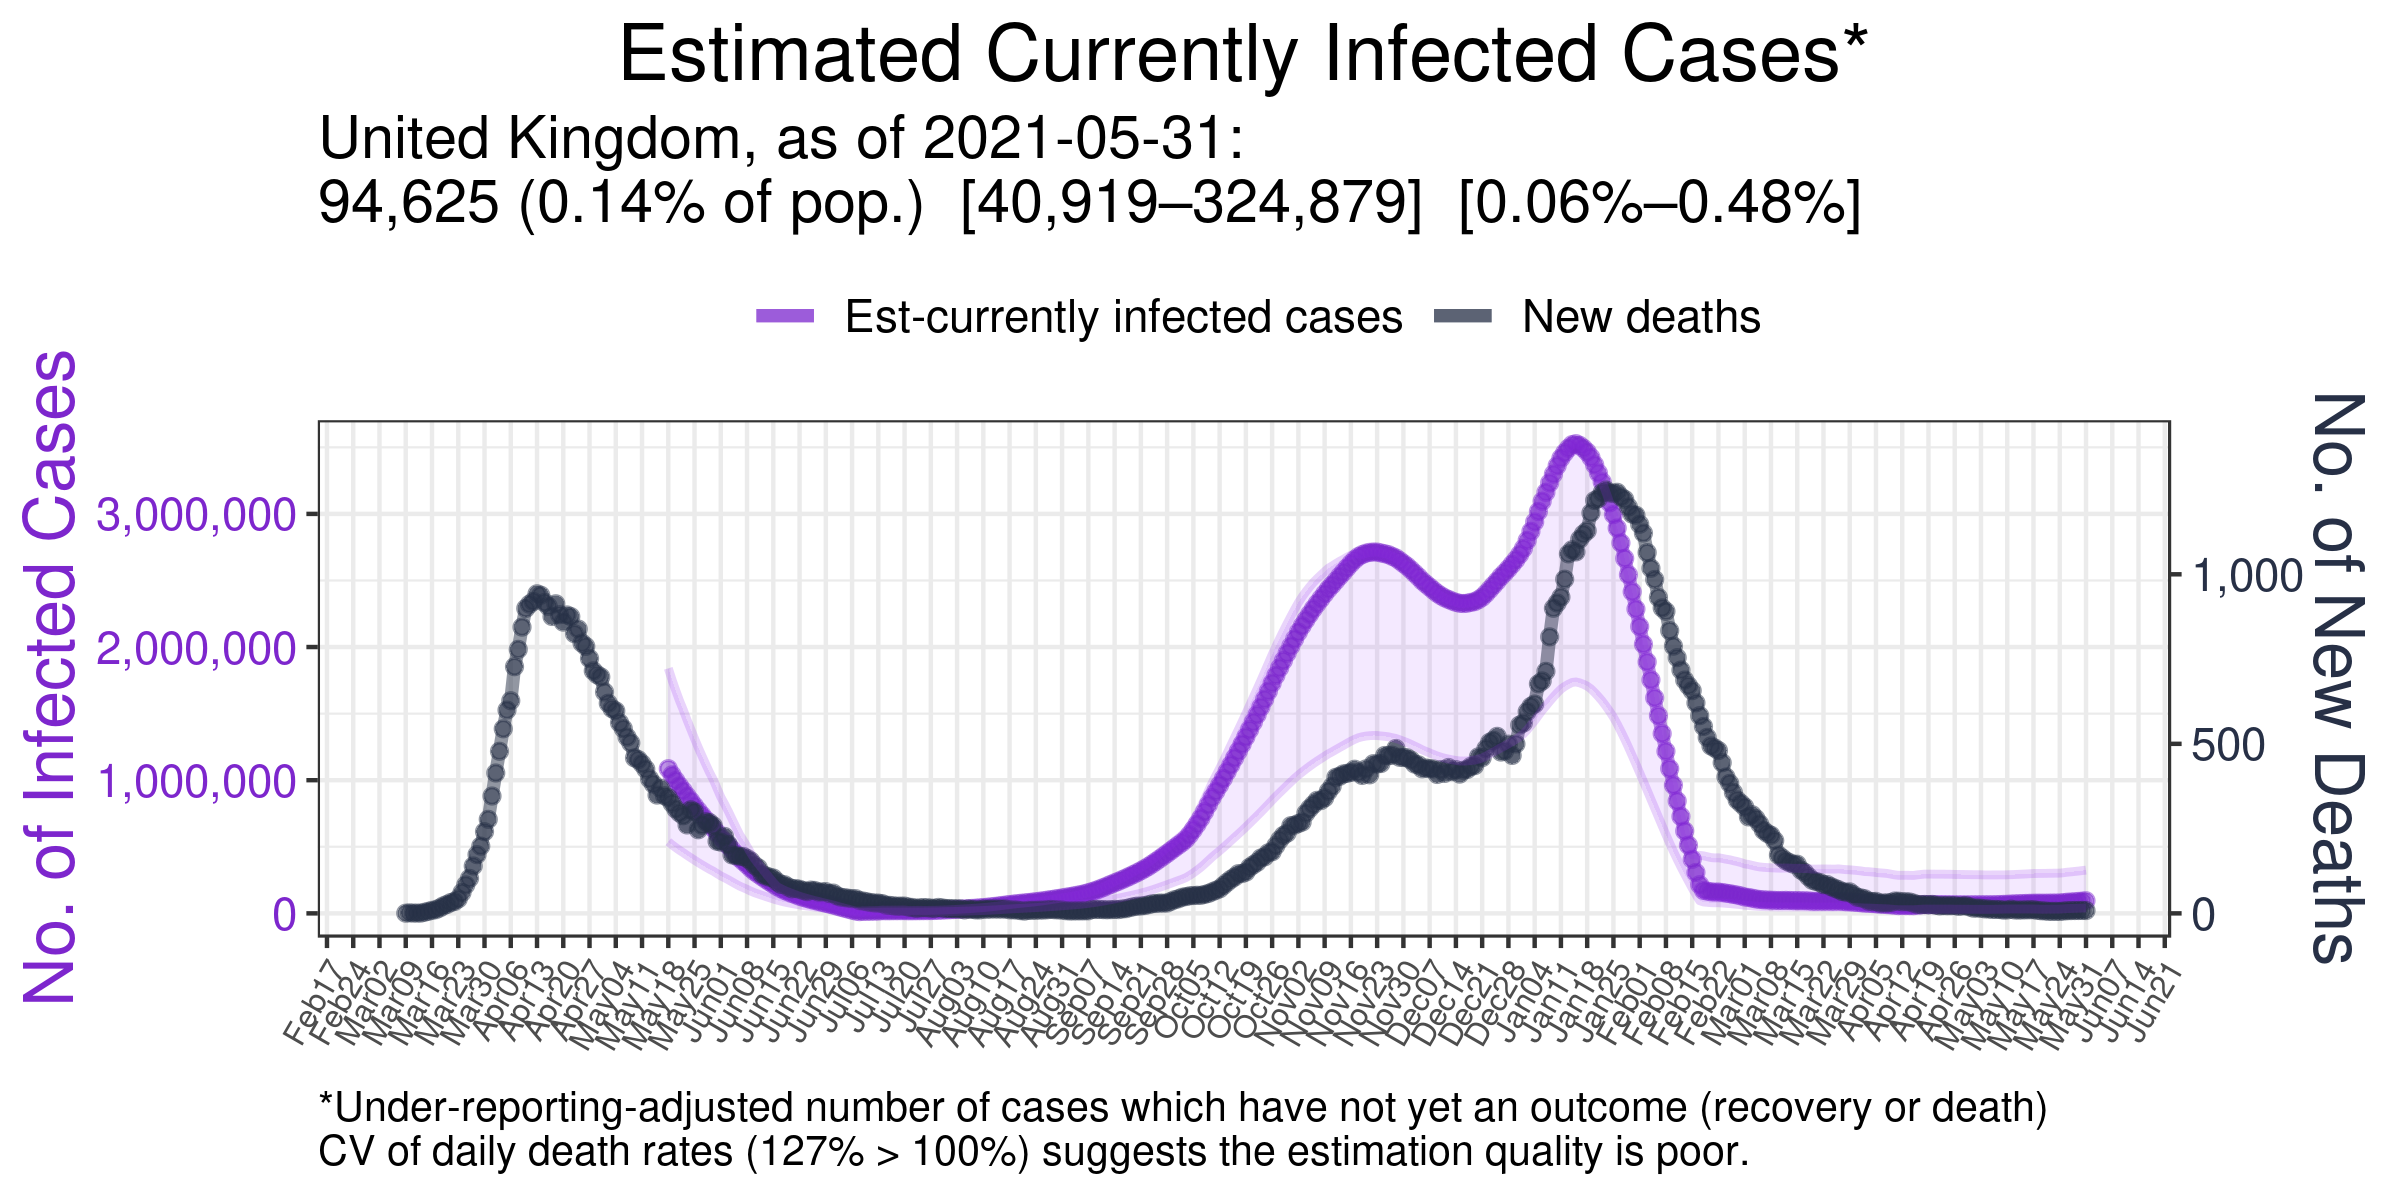 Estimated Currently Infected Cases*
United Kingdom, as of 2021-05-31:
94,625 (0.14% of pop.) [40,919–324,879] [0.06%–0.48%]
Est-currently infected cases
New deaths
No. of Infected Cases
3,000,000
2,000,000
1,000,000
0
No. of New Deaths
1,000
500
0
Feb17
Feb24
Mar02
Mar09
Mar16
Mar23
Mar30
Apr06
Apr13
Apr20
Apr27
May04
May11
May18
May25
Jun01
Jun08
Jun15
Jun22
Jun29
Jul06
Jul13
Jul20
Jul27
Aug03
Aug10
Aug17
Aug24
Aug31
Sep07
Sep14
Sep21
Sep28
Oct05
Oct12
Oct19
Oct26
Nov02
Nov09
Nov16
Nov23
Nov30
Dec07
Dec14
Dec21
Dec28
Jan04
Jan11
Jan18
Jan25
Feb01
Feb08
Feb15
Feb22
Mar01
Mar08
Mar15
Mar22
Mar29
Apr05
Apr12
Apr19
Apr26
May03
May10
May17
May24
May31
Jun07
Jun14
Jun21
*Under-reporting-adjusted number of cases which have not yet an outcome (recovery or death)
CV of daily death rates (127% > 100%) suggests the estimation quality is poor.